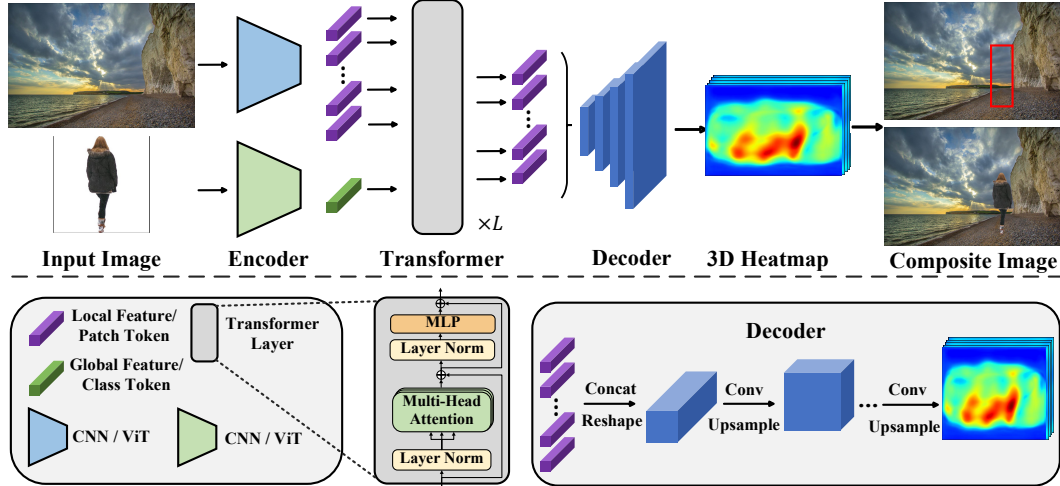 ×L
Input Image
Encoder
Transformer
Decoder
3D Heatmap
Composite Image
Local Feature/
Patch Token
Global Feature/
Class Token
CNN / ViT
CNN / ViT
Transformer
Layer
MLP
Layer Norm
Multi-Head
Attention
Layer Norm
Decoder
Concat
Reshape
Conv
Upsample
Conv
Upsample